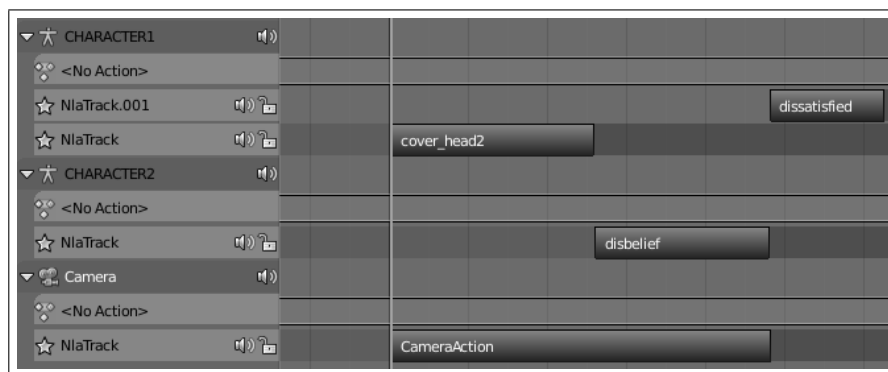 CHARACTER1
<No Action>
NlaTrack.001 dissatisfied
NlaTrack cover_head2
CHARACTER2
<No Action>
NlaTrack disbelief
Camera
<No Action>
NlaTrack CameraAction